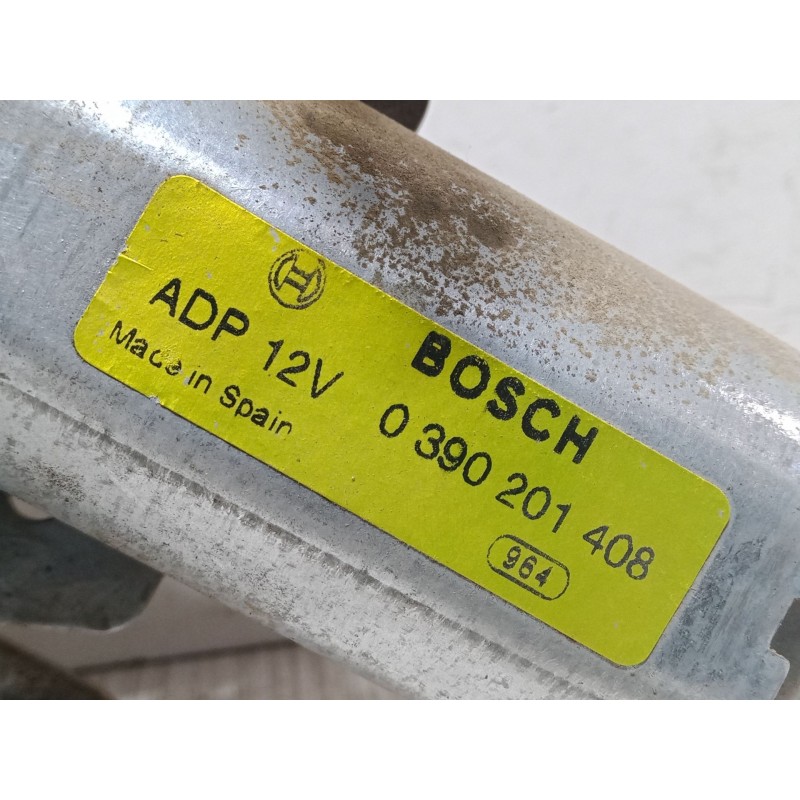 BOSCH
ADP 12V 0 390 201 408
Made in Spain
964